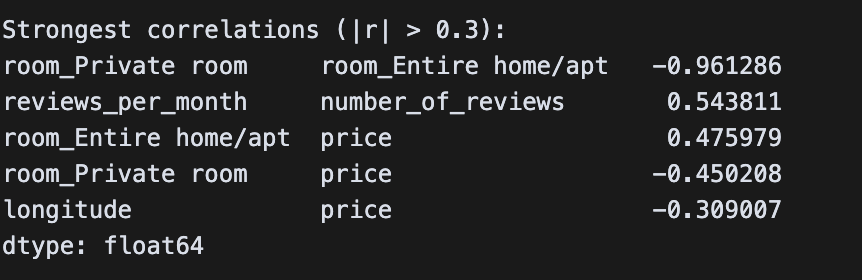 Strongest correlations (|r| > 0.3):
room_Private room     room_Entire home/apt   -0.961286
reviews_per_month     number_of_reviews       0.543811
room_Entire home/apt  price                   0.475979
room_Private room     price                  -0.450208
longitude             price                  -0.309007
dtype: float64